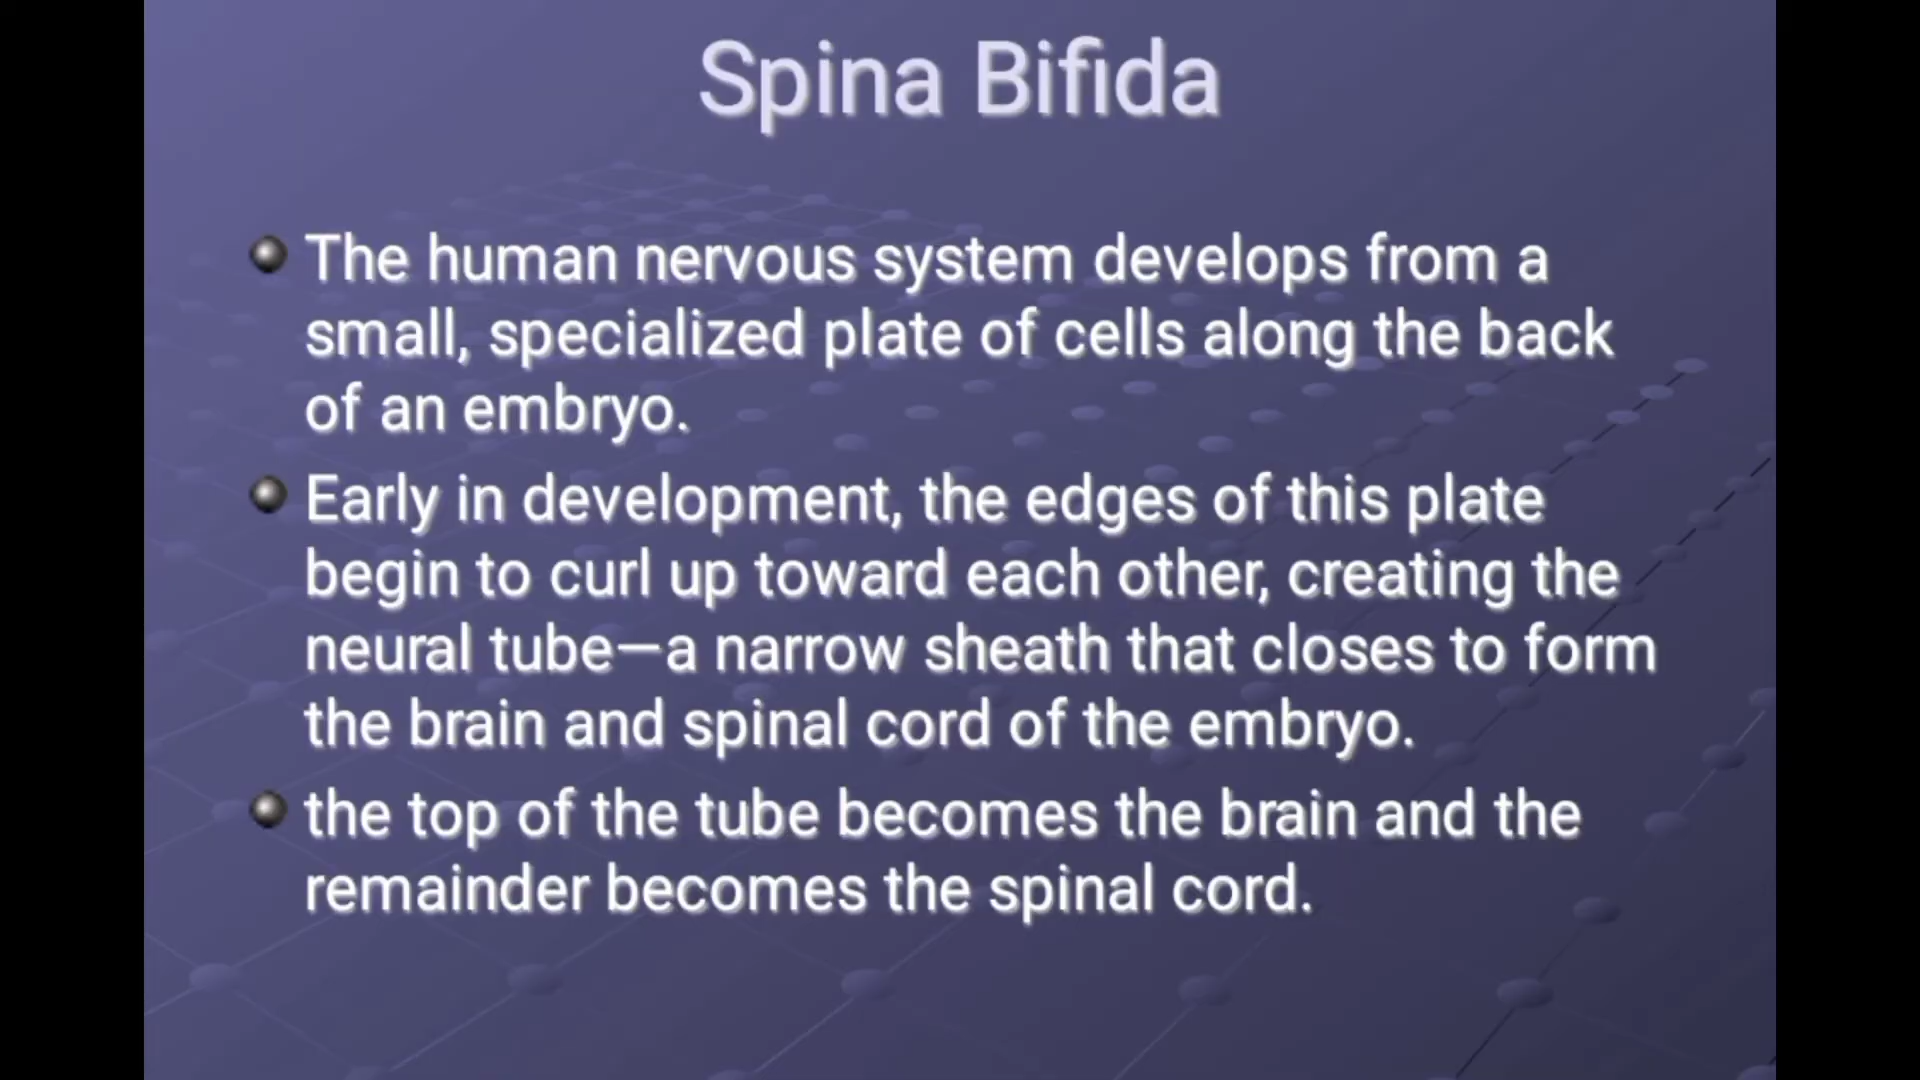 Spina Bifida
The human nervous system develops from a
small, specialized plate of cells along the back
of an embryo.
Early in development, the edges of this plate
begin to curl up toward each other, creating the
neural tube—a narrow sheath that closes to form
the brain and spinal cord of the embryo.
the top of the tube becomes the brain and the
remainder becomes the spinal cord.